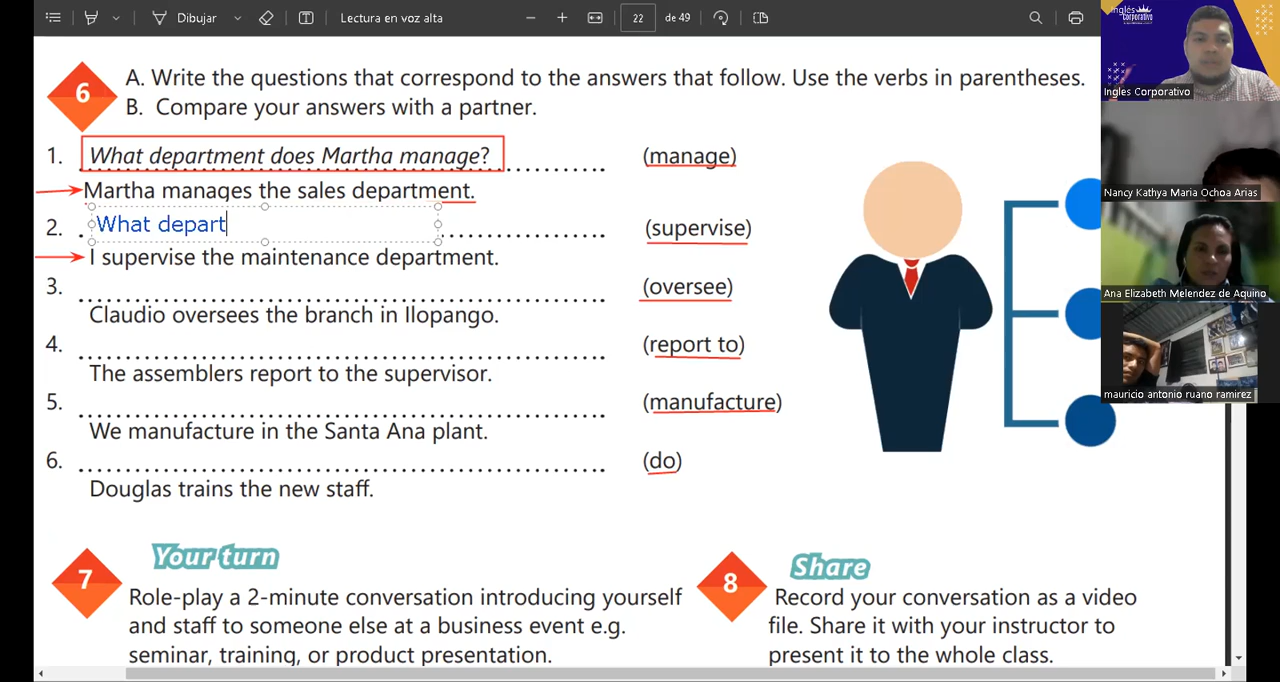 Dibujar
Lectura en voz alta
22
de 49
6
A. Write the questions that correspond to the answers that follow. Use the verbs in parentheses.
B. Compare your answers with a partner.
1. What department does Martha manage? (manage)
Martha manages the sales department.
2. What depart (supervise)
I supervise the maintenance department.
3. (oversee)
Claudio oversees the branch in Ilopango.
4. (report to)
The assemblers report to the supervisor.
5. (manufacture)
We manufacture in the Santa Ana plant.
6. (do)
Douglas trains the new staff.
7
Your turn
Role-play a 2-minute conversation introducing yourself
and staff to someone else at a business event e.g.
seminar, training, or product presentation.
8
Share
Record your conversation as a video
file. Share it with your instructor to
present it to the whole class.
Inglés
Corporativo
Ingles Corporativo
Nancy Kathya Maria Ochoa Arias
Ana Elizabeth Melendez de Aquino
mauricio antonio ruano ramirez